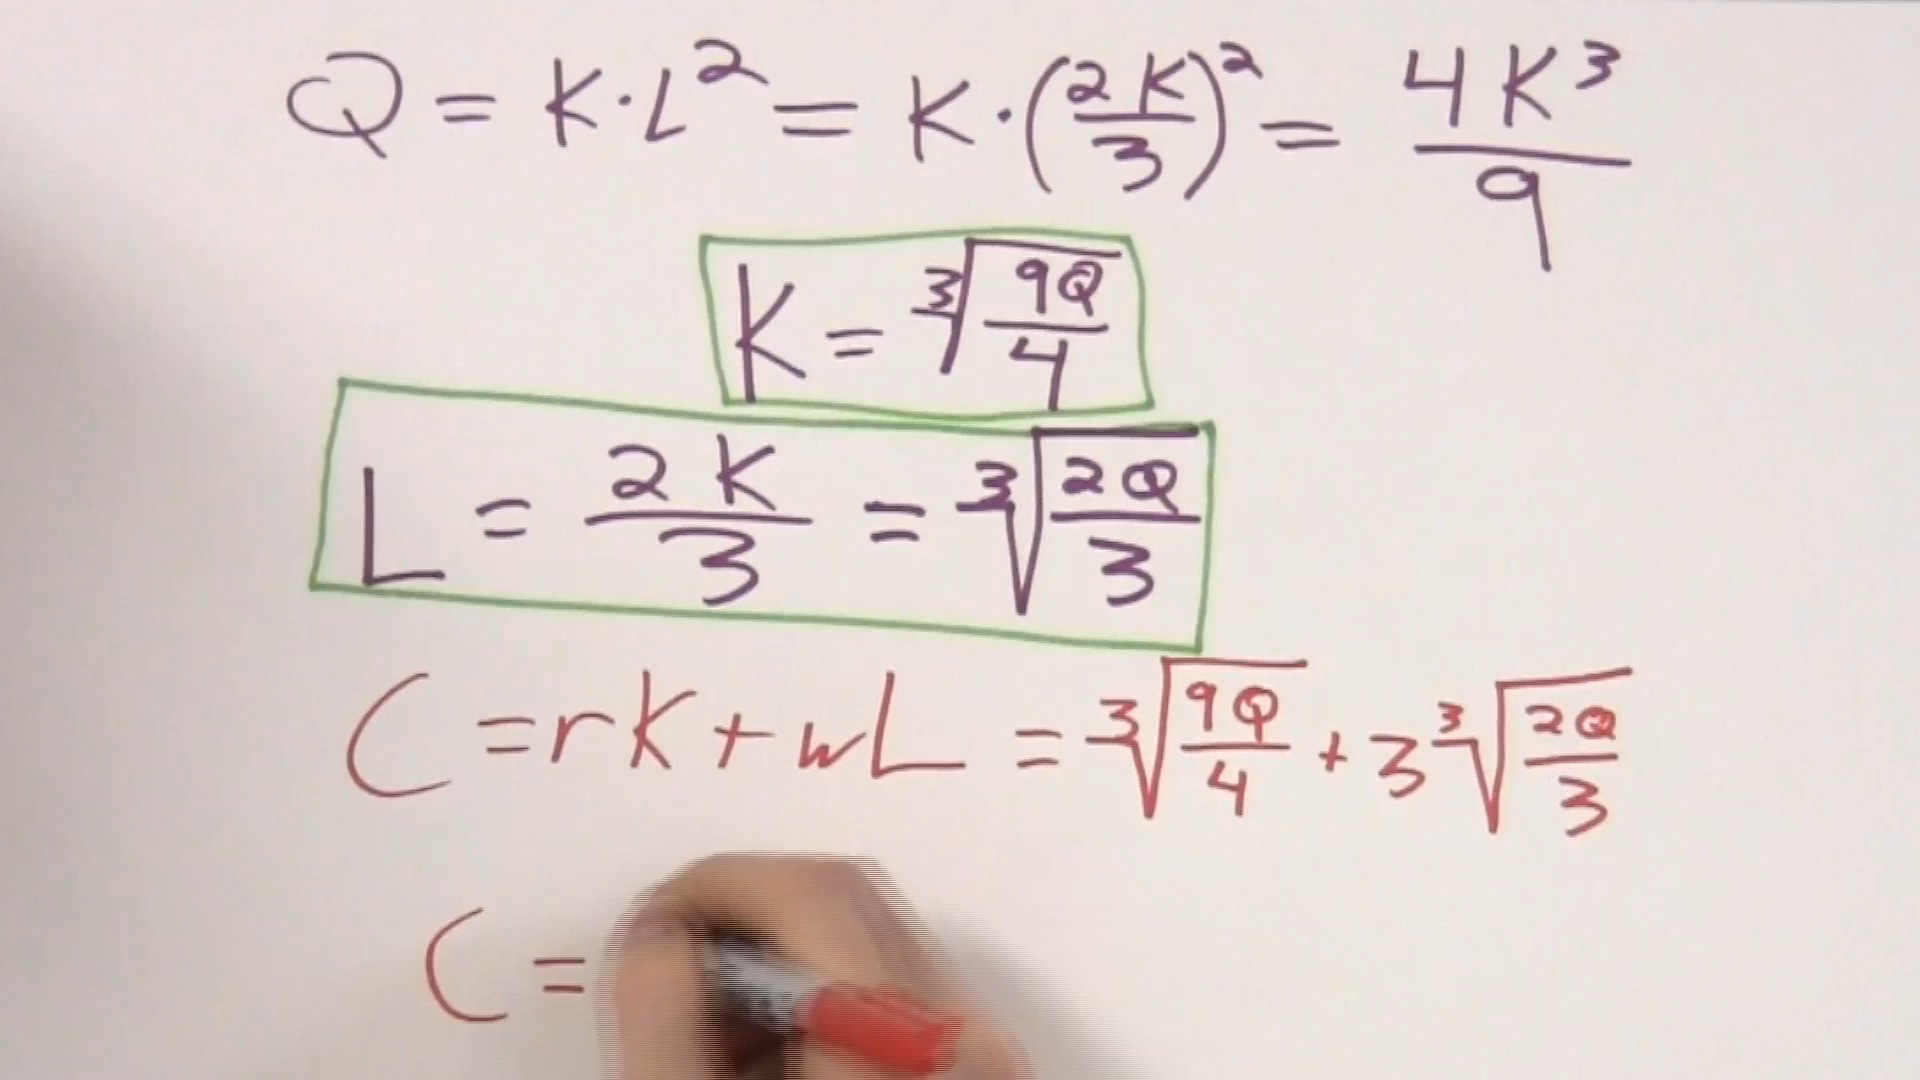 Q = K · L² = K · (2K/3)² = 4K³/9
K = ∛(9Q/4)
L = 2K/3 = ∛(2Q/3)
C = rK + wL = ∛(9Q/4) + 3∛(2Q/3)
C =